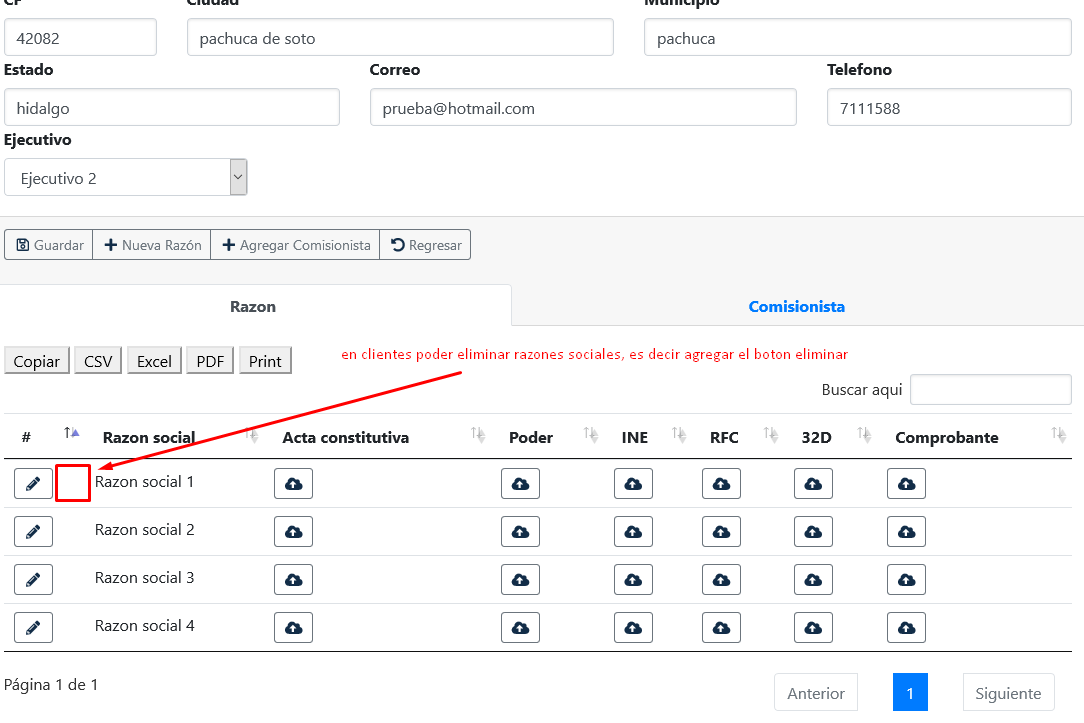 CP Ciudad Municipio
42082 pachuca de soto pachuca
Estado Correo Telefono
hidalgo prueba@hotmail.com 7111588
Ejecutivo
Ejecutivo 2
Guardar Nueva Razón Agregar Comisionista Regresar
Razon Comisionista
en clientes poder eliminar razones sociales, es decir agregar el boton eliminar
Copiar CSV Excel PDF Print
Buscar aqui
# Razon social Acta constitutiva Poder INE RFC 32D Comprobante
Razon social 1
Razon social 2
Razon social 3
Razon social 4
Página 1 de 1 Anterior 1 Siguiente